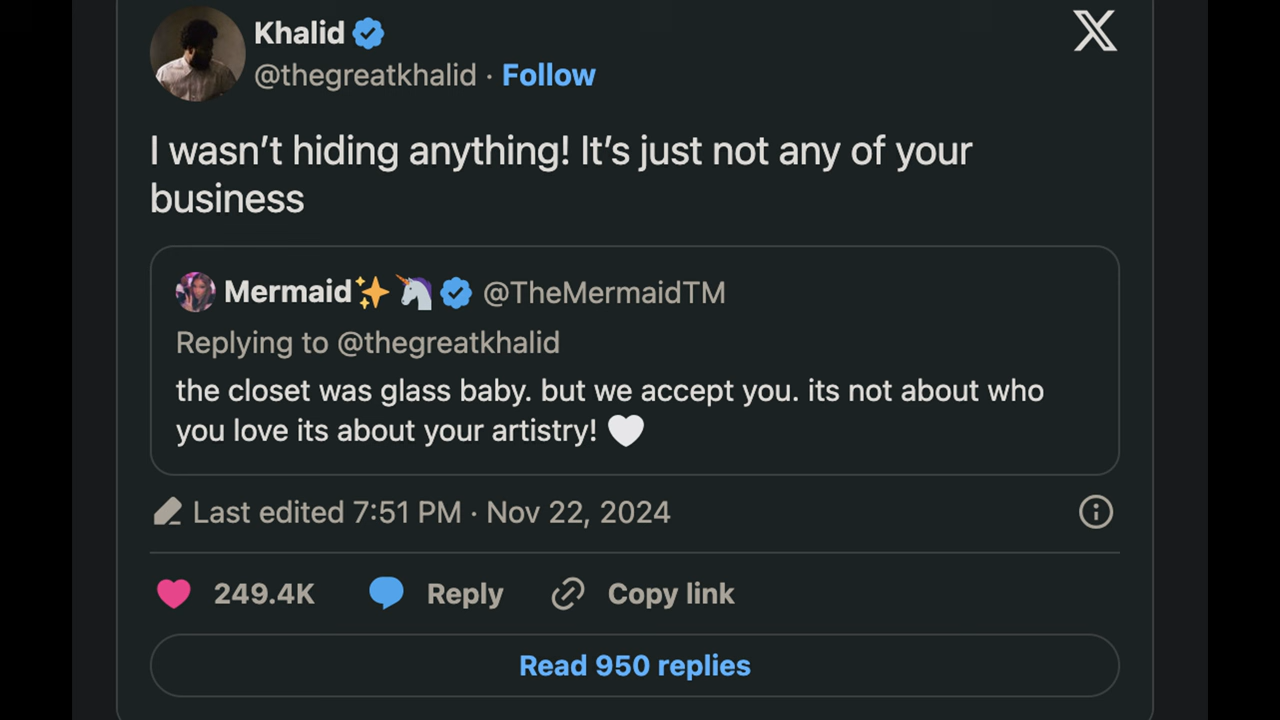 Khalid
@thegreatkhalid · Follow
I wasn’t hiding anything! It’s just not any of your
business
Mermaid✨🦄 @TheMermaidTM
Replying to @thegreatkhalid
the closet was glass baby. but we accept you. its not about who
you love its about your artistry! 🤍
Last edited 7:51 PM · Nov 22, 2024
249.4K Reply Copy link
Read 950 replies